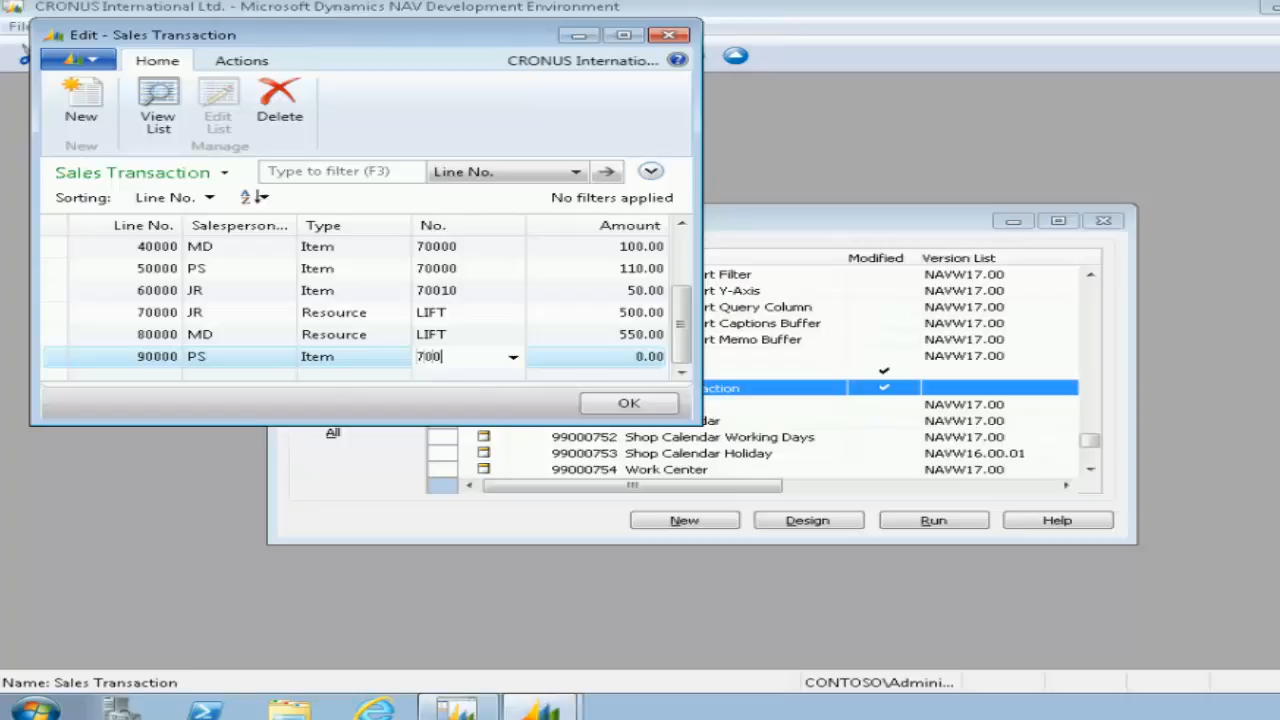 CRONUS International Ltd. - Microsoft Dynamics NAV Development Environment
Edit - Sales Transaction
Home Actions CRONUS Internatio...
New View List Edit List Delete
New Manage
Sales Transaction Type to filter (F3) Line No.
Sorting: Line No. No filters applied
Line No. Salesperson... Type No. Amount
40000 MD Item 70000 100.00
50000 PS Item 70000 110.00
60000 JR Item 70010 50.00
70000 JR Resource LIFT 500.00
80000 MD Resource LIFT 550.00
90000 PS Item 700 0.00
OK
Modified Version List
rt Filter NAVW17.00
rt Y-Axis NAVW17.00
rt Query Column NAVW17.00
rt Captions Buffer NAVW17.00
rt Memo Buffer NAVW17.00
NAVW17.00
action
NAVW17.00
dar NAVW17.00
All
99000752 Shop Calendar Working Days NAVW17.00
99000753 Shop Calendar Holiday NAVW16.00.01
99000754 Work Center NAVW17.00
New Design Run Help
Name: Sales Transaction CONTOSO\Admini...